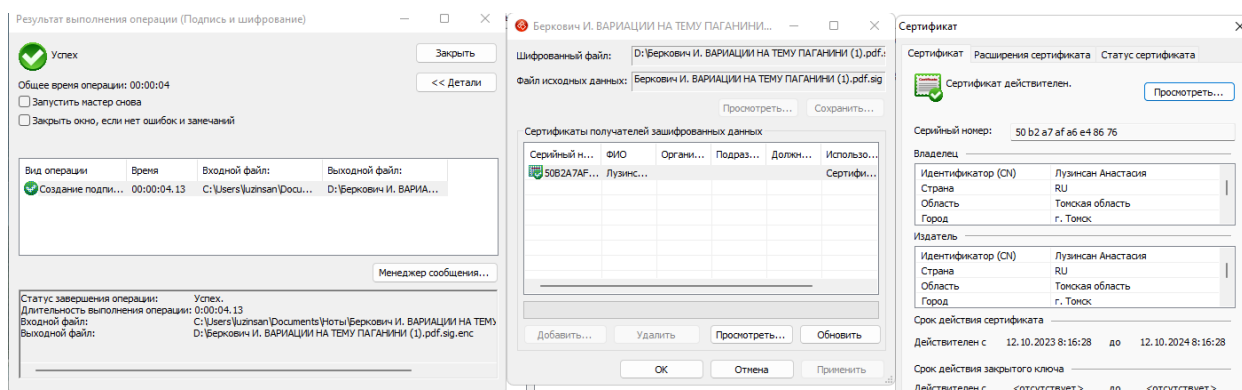 Результат выполнения операции (Подпись и шифрование)
Успех
Закрыть
<< Детали
Общее время операции: 00:00:04
Запустить мастер снова
Закрыть окно, если нет ошибок и замечаний
Вид операции Время Входной файл: Выходной файл:
Создание подпи... 00:00:04.13 C:\Users\luzinsan\Docu... D:\Беркович И. ВАРИА...
Менеджер сообщения...
Статус завершения операции: Успех.
Длительность выполнения операции: 0:00:04.13
Входной файл: C:\Users\luzinsan\Documents\Ноты\Беркович И. ВАРИАЦИИ НА ТЕМУ
Выходной файл: D:\Беркович И. ВАРИАЦИИ НА ТЕМУ ПАГАНИНИ (1).pdf.sig.enc
Беркович И. ВАРИАЦИИ НА ТЕМУ ПАГАНИНИ...
Шифрованный файл: D:\Беркович И. ВАРИАЦИИ НА ТЕМУ ПАГАНИНИ (1).pdf.s
Файл исходных данных: Беркович И. ВАРИАЦИИ НА ТЕМУ ПАГАНИНИ (1).pdf.sig
Просмотреть... Сохранить...
Сертификаты получателей зашифрованных данных
Серийный н... ФИО Органи... Подраз... Должн... Использо...
50B2A7AF... Лузинс... Сертифи...
Добавить... Удалить Просмотреть... Обновить
ОК Отмена Применить
Сертификат
Сертификат Расширения сертификата Статус сертификата
Сертификат действителен.
Просмотреть...
Серийный номер: 50 b2 a7 af a6 e4 86 76
Владелец
Идентификатор (CN) Лузинсан Анастасия
Страна RU
Область Томская область
Город г. Томск
Издатель
Идентификатор (CN) Лузинсан Анастасия
Страна RU
Область Томская область
Город г. Томск
Срок действия сертификата
Действителен с 12.10.2023 8:16:28 до 12.10.2024 8:16:28
Срок действия закрытого ключа
Действителен с <отсутствует> до <отсутствует>